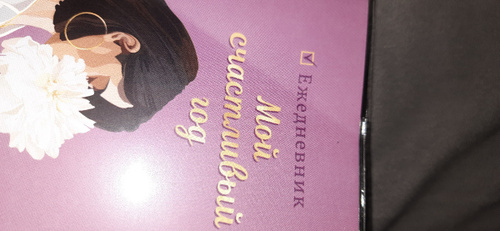 Ежедневник
Мой
счастливый
год